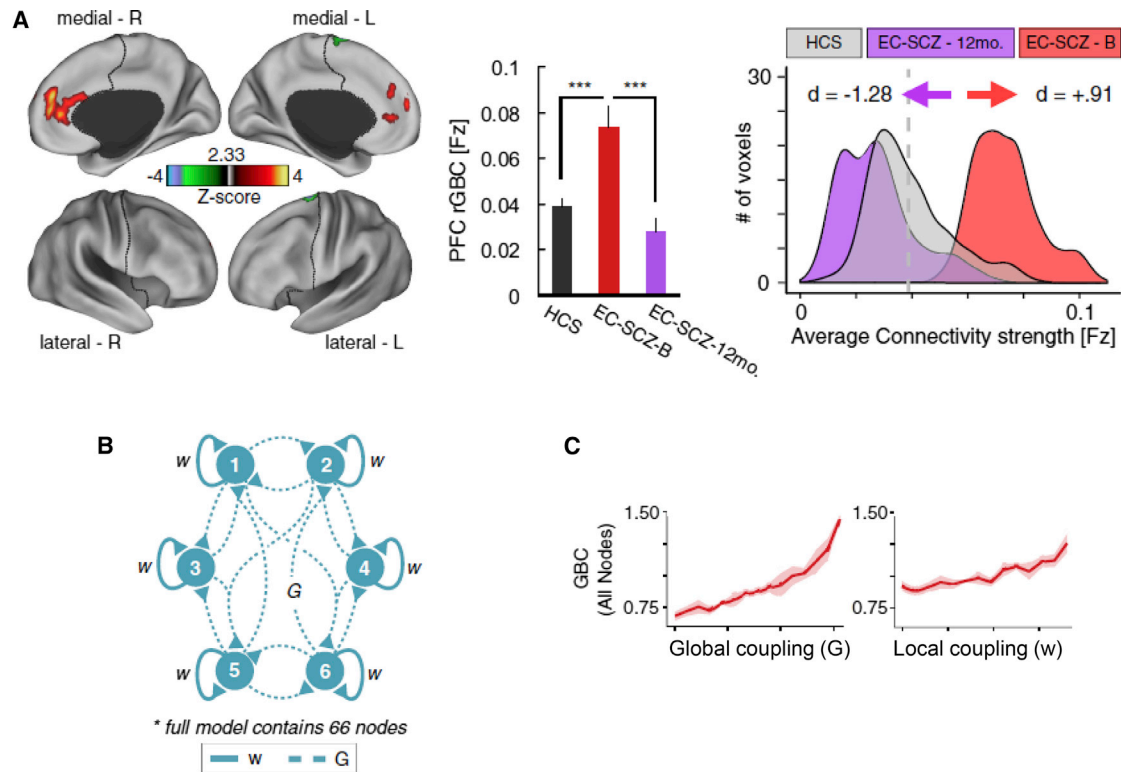 A
medial - R
medial - L
2.33
-4
4
Z-score
lateral - R
lateral - L
PFC rGBC [Fz]
0.1
0.08
0.06
0.04
0.02
0
***
***
HCS
EC-SCZ-B
EC-SCZ-12mo.
HCS
EC-SCZ - 12mo.
EC-SCZ - B
30
d = -1.28
d = +.91
# of voxels
0
0
0.1
Average Connectivity strength [Fz]
B
w
1
2
w
w
3
4
w
G
w
5
6
w
* full model contains 66 nodes
w
G
C
1.50
1.50
GBC
(All Nodes)
0.75
0.75
Global coupling (G)
Local coupling (w)